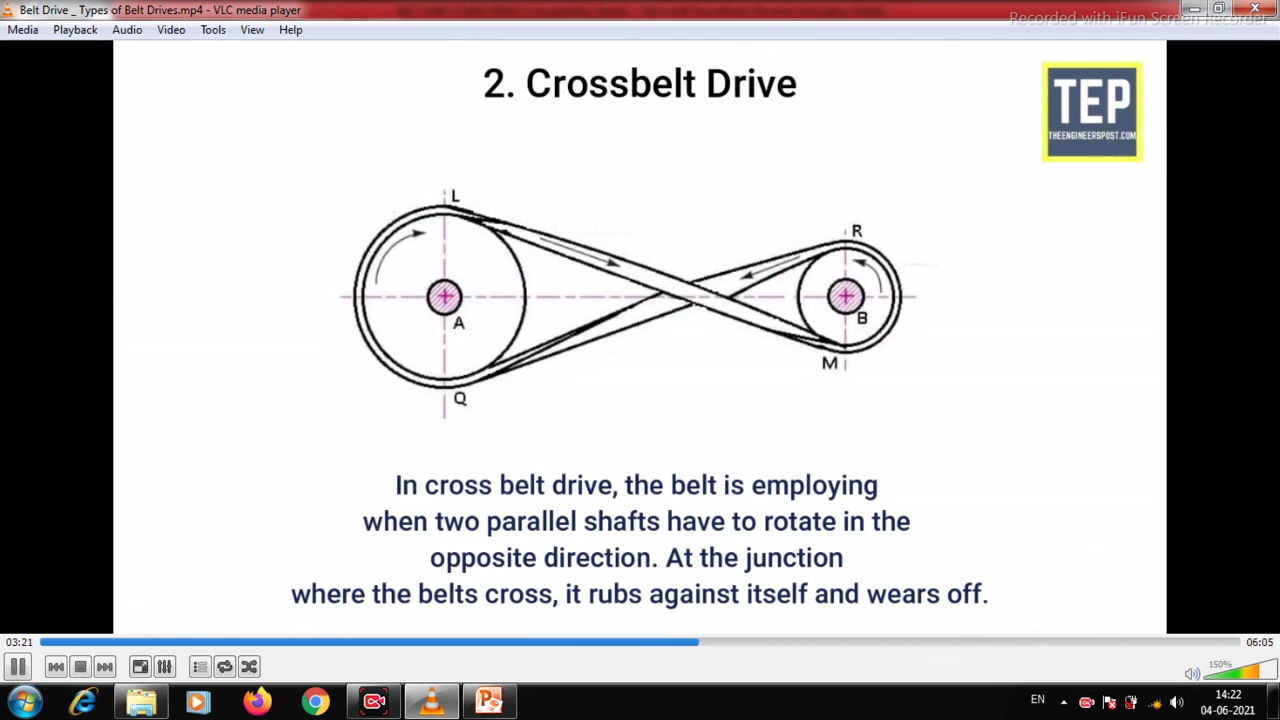 Belt Drive _ Types of Belt Drives.mp4 - VLC media player
Recorded with iFun Screen Recorder
Media Playback Audio Video Tools View Help
2. Crossbelt Drive
TEP
THEENGINEERSPOST.COM
L
R
A
B
M
Q
In cross belt drive, the belt is employing
when two parallel shafts have to rotate in the
opposite direction. At the junction
where the belts cross, it rubs against itself and wears off.
03:21
06:05
150%
EN
14:22
04-06-2021